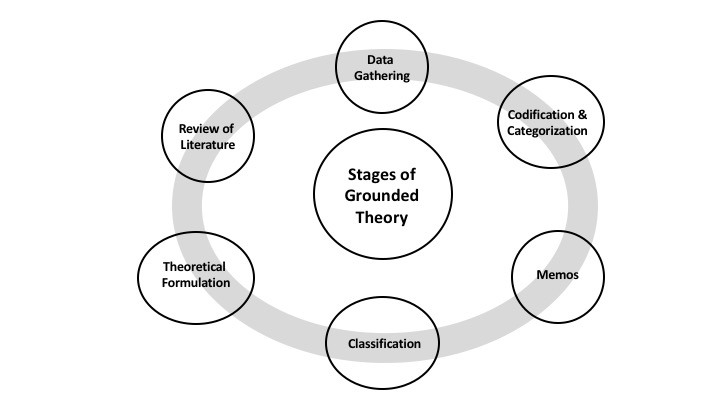 Data
Gathering
Codification &
Categorization
Memos
Classification
Theoretical
Formulation
Review of
Literature
Stages of
Grounded
Theory